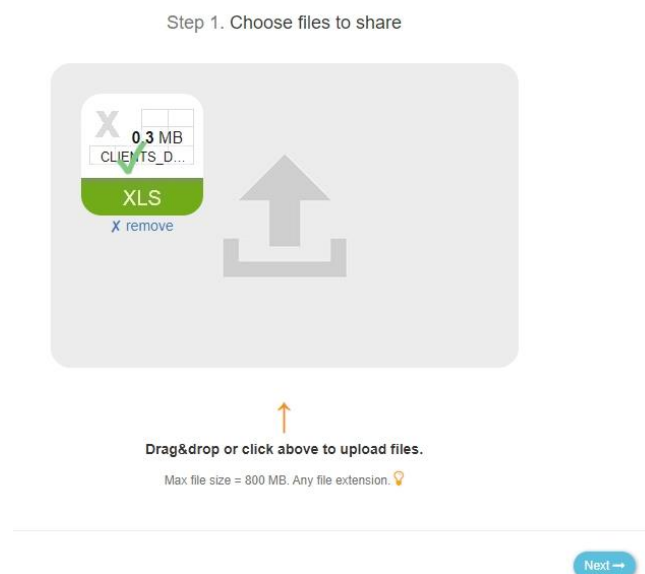 Step 1. Choose files to share
X
0.3 MB
CLIENTS_D...
XLS
✗ remove
↑
Drag&drop or click above to upload files.
Max file size = 800 MB. Any file extension.
Next →